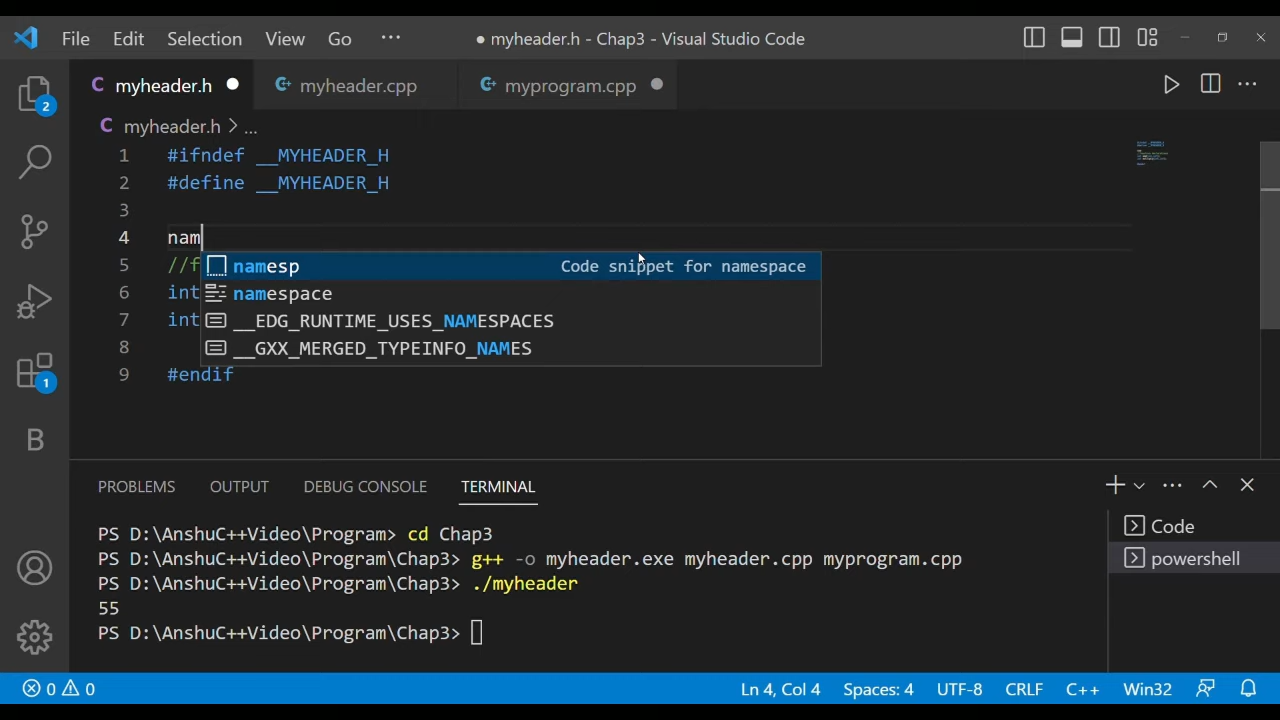 File Edit Selection View Go ··· ● myheader.h - Chap3 - Visual Studio Code
C myheader.h myheader.cpp myprogram.cpp
2
C myheader.h > ...
1 #ifndef __MYHEADER_H
2 #define __MYHEADER_H
3
4 nam
5 //f namesp Code snippet for namespace
6 int namespace
7 int __EDG_RUNTIME_USES_NAMESPACES
8 __GXX_MERGED_TYPEINFO_NAMES
9 #endif
1
B
PROBLEMS OUTPUT DEBUG CONSOLE TERMINAL
PS D:\AnshuC++Video\Program> cd Chap3
PS D:\AnshuC++Video\Program\Chap3> g++ -o myheader.exe myheader.cpp myprogram.cpp
PS D:\AnshuC++Video\Program\Chap3> ./myheader
55
PS D:\AnshuC++Video\Program\Chap3>
Code
powershell
0 0 Ln 4, Col 4 Spaces: 4 UTF-8 CRLF C++ Win32